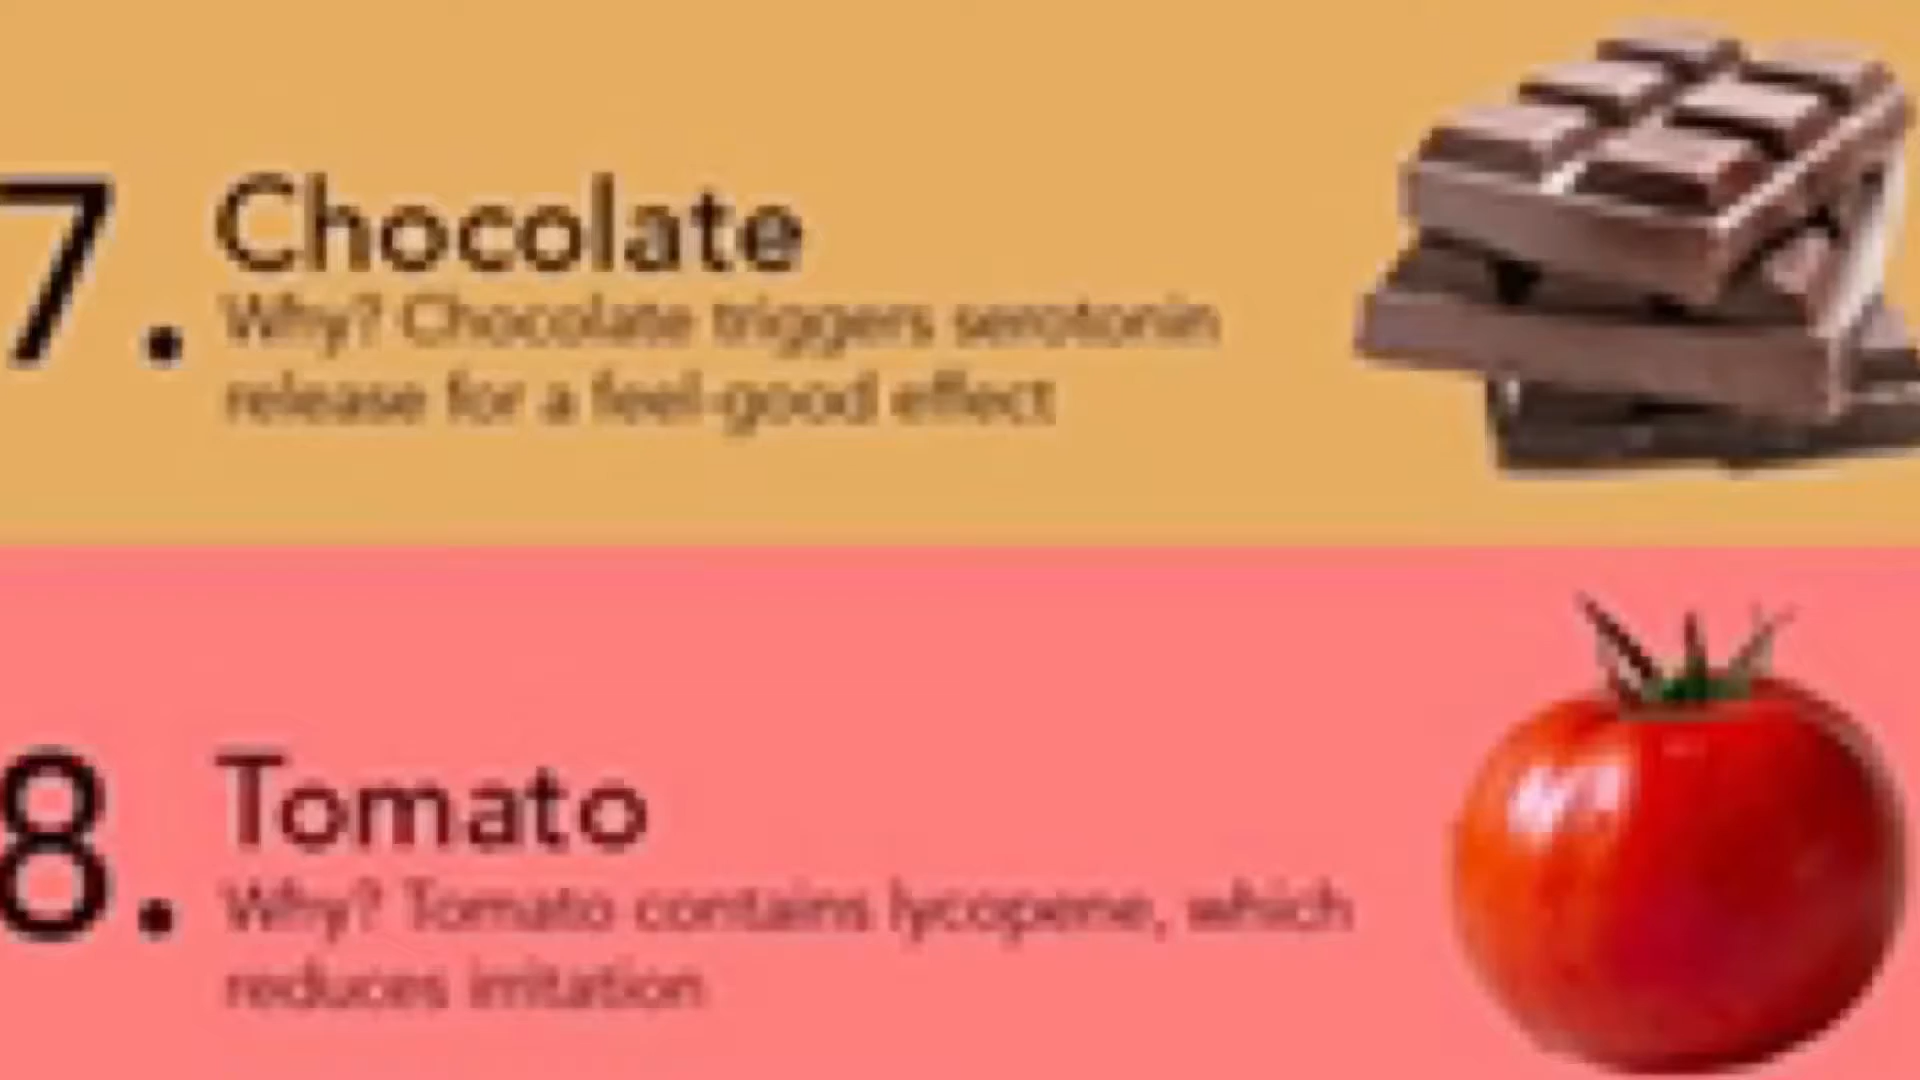 7. Chocolate
Why? Chocolate triggers serotonin
release for a feel-good effect
8. Tomato
Why? Tomato contains lycopene, which
reduces irritation